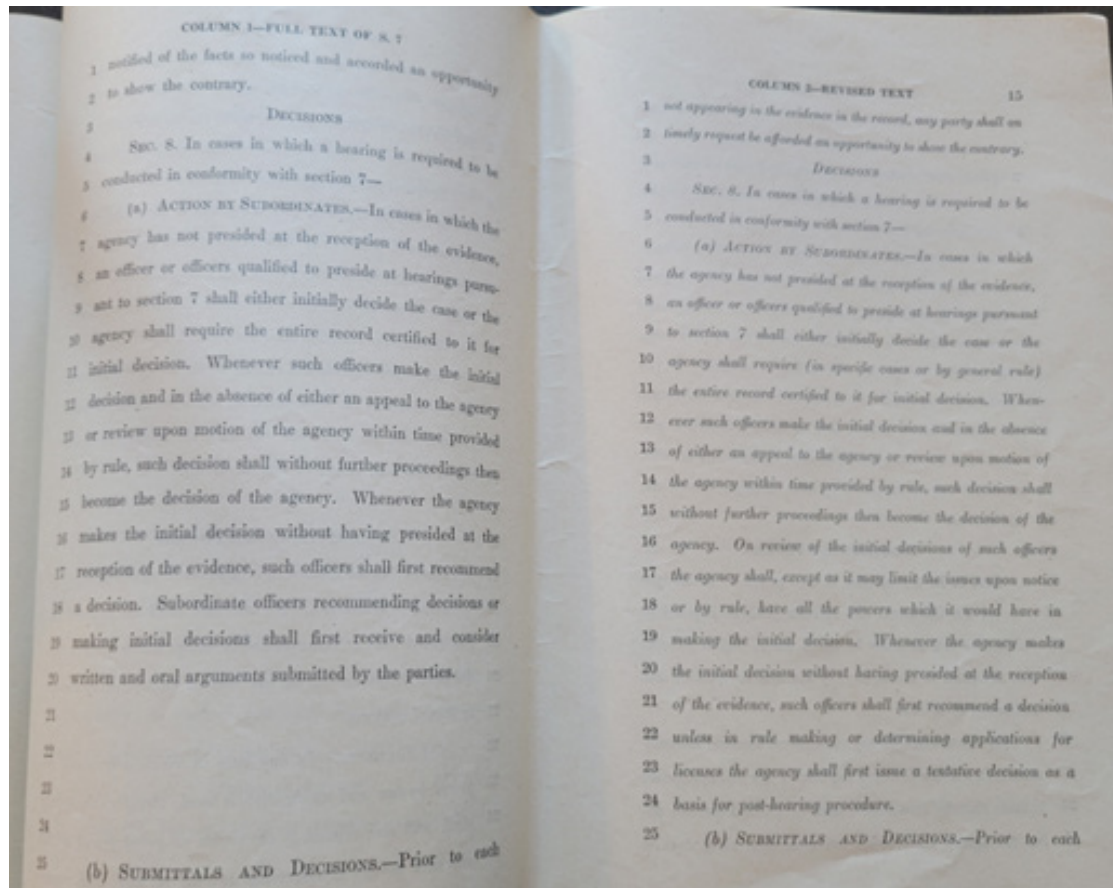 COLUMN 1—FULL TEXT OF S. 7
1 notified of the facts so noticed and accorded an opportunity
2 to show the contrary.
3 DECISIONS
4 SEC. 8. In cases in which a hearing is required to be
5 conducted in conformity with section 7—
6 (a) ACTION BY SUBORDINATES.—In cases in which the
7 agency has not presided at the reception of the evidence,
8 an officer or officers qualified to preside at hearings pursu-
9 ant to section 7 shall either initially decide the case or the
10 agency shall require the entire record certified to it for
11 initial decision. Whenever such officers make the initial
12 decision and in the absence of either an appeal to the agency
13 or review upon motion of the agency within time provided
14 by rule, such decision shall without further proceedings then
15 become the decision of the agency. Whenever the agency
16 makes the initial decision without having presided at the
17 reception of the evidence, such officers shall first recommend
18 a decision. Subordinate officers recommending decisions or
19 making initial decisions shall first receive and consider
20 written and oral arguments submitted by the parties.
21
22
23
24
25 (b) SUBMITTALS AND DECISIONS.—Prior to each
COLUMN 2—REVISED TEXT 15
1 not appearing in the evidence in the record, any party shall on
2 timely request be afforded an opportunity to show the contrary.
3 DECISIONS
4 SEC. 8. In cases in which a hearing is required to be
5 conducted in conformity with section 7—
6 (a) ACTION BY SUBORDINATES.—In cases in which
7 the agency has not presided at the reception of the evidence,
8 an officer or officers qualified to preside at hearings pursuant
9 to section 7 shall either initially decide the case or the
10 agency shall require (in specific cases or by general rule)
11 the entire record certified to it for initial decision. When-
12 ever such officers make the initial decision and in the absence
13 of either an appeal to the agency or review upon motion of
14 the agency within time provided by rule, such decision shall
15 without further proceedings then become the decision of the
16 agency. On review of the initial decisions of such officers
17 the agency shall, except as it may limit the issues upon notice
18 or by rule, have all the powers which it would have in
19 making the initial decision. Whenever the agency makes
20 the initial decision without having presided at the reception
21 of the evidence, such officers shall first recommend a decision
22 unless in rule making or determining applications for
23 licenses the agency shall first issue a tentative decision as a
24 basis for post-hearing procedure.
25 (b) SUBMITTALS AND DECISIONS.—Prior to each